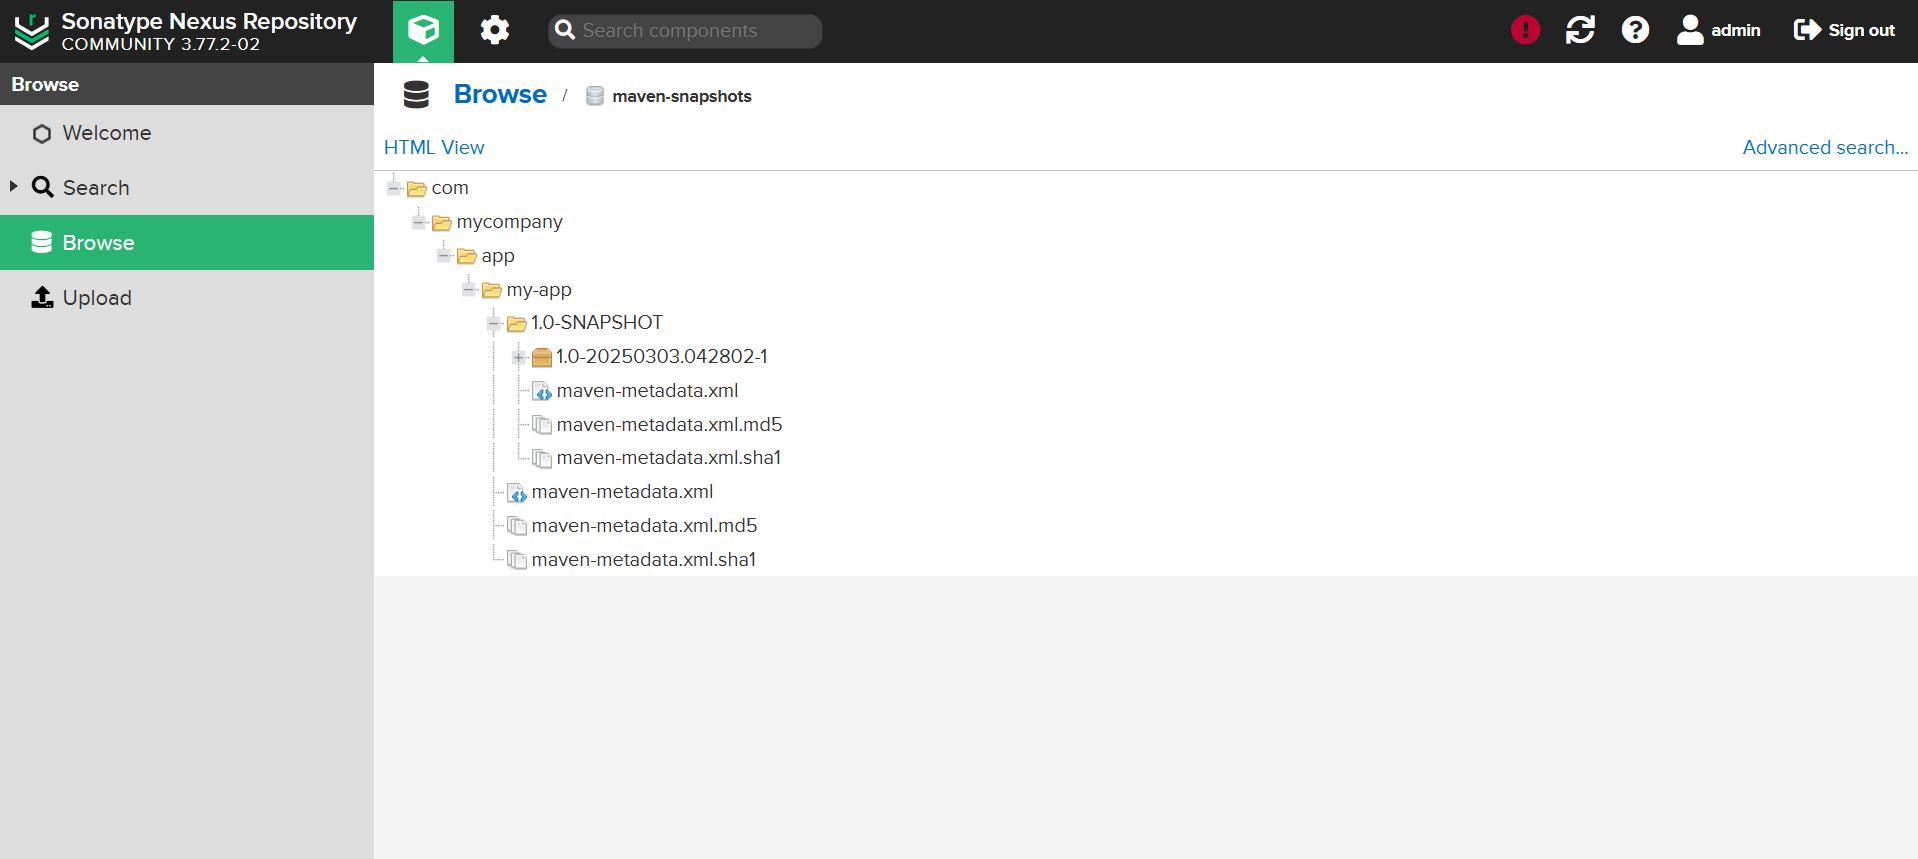 Sonatype Nexus Repository
COMMUNITY 3.77.2-02
Search components
admin
Sign out
Browse
Welcome
Search
Browse
Upload
Browse / maven-snapshots
HTML View
Advanced search...
com
mycompany
app
my-app
1.0-SNAPSHOT
1.0-20250303.042802-1
maven-metadata.xml
maven-metadata.xml.md5
maven-metadata.xml.sha1
maven-metadata.xml
maven-metadata.xml.md5
maven-metadata.xml.sha1